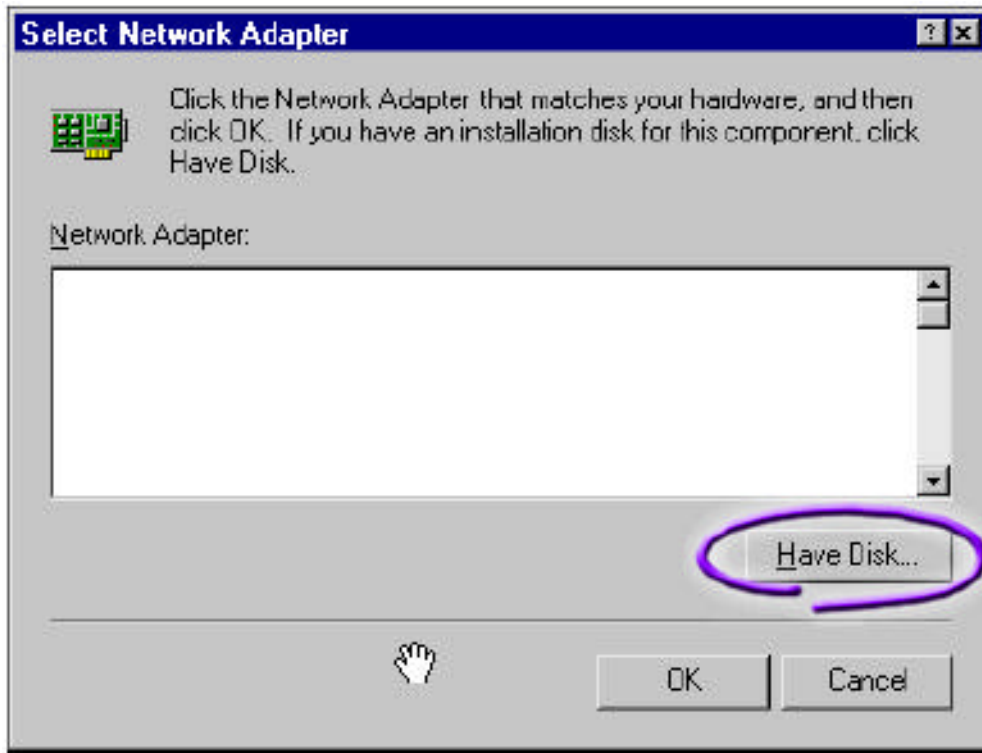 Select Network Adapter
?
Click the Network Adapter that matches your hardware, and then
click OK. If you have an installation disk for this component, click
Have Disk.
Network Adapter:
Have Disk...
OK
Cancel